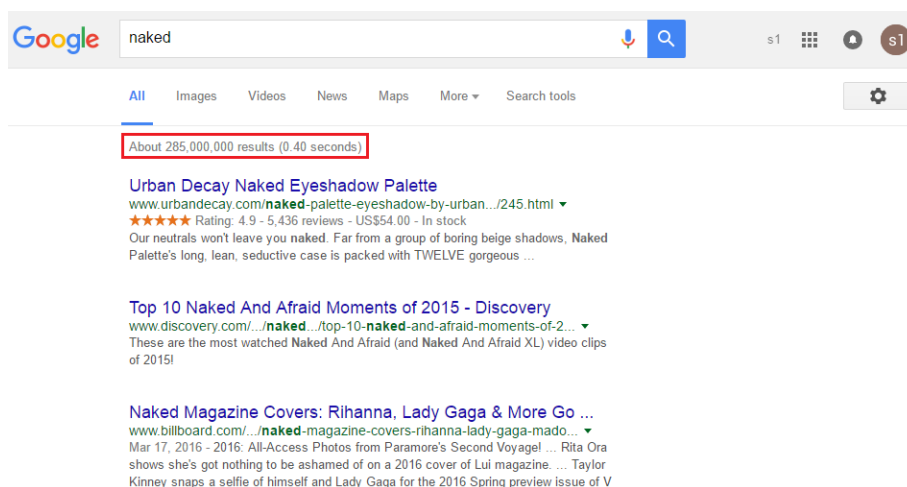 Google naked s1 s1
All Images Videos News Maps More Search tools
About 285,000,000 results (0.40 seconds)
Urban Decay Naked Eyeshadow Palette
www.urbandecay.com/naked-palette-eyeshadow-by-urban.../245.html
Rating: 4.9 - 5,436 reviews - US$54.00 - In stock
Our neutrals won't leave you naked. Far from a group of boring beige shadows, Naked
Palette's long, lean, seductive case is packed with TWELVE gorgeous ...
Top 10 Naked And Afraid Moments of 2015 - Discovery
www.discovery.com/.../naked.../top-10-naked-and-afraid-moments-of-2...
These are the most watched Naked And Afraid (and Naked And Afraid XL) video clips
of 2015!
Naked Magazine Covers: Rihanna, Lady Gaga & More Go ...
www.billboard.com/.../naked-magazine-covers-rihanna-lady-gaga-mado...
Mar 17, 2016 - 2016: All-Access Photos from Paramore's Second Voyage! ... Rita Ora
shows she's got nothing to be ashamed of on a 2016 cover of Lui magazine. ... Taylor
Kinney snaps a selfie of himself and Lady Gaga for the 2016 Spring preview issue of V